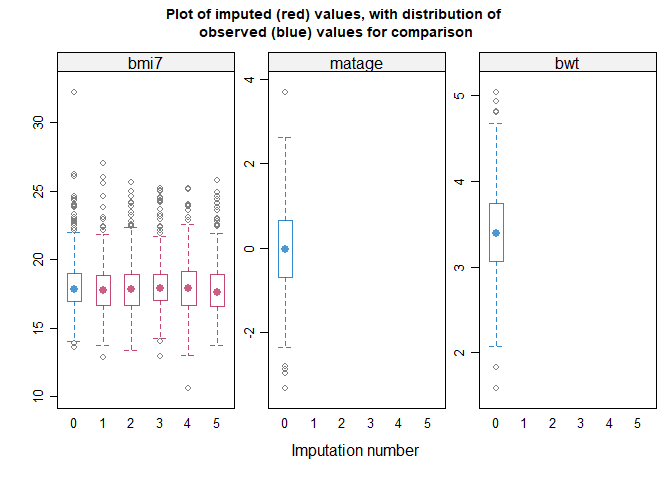 Plot of imputed (red) values, with distribution of
observed (blue) values for comparison
bmi7
matage
bwt
30
25
20
15
10
4
2
0
-2
5
4
3
2
0 1 2 3 4 5
0 1 2 3 4 5
0 1 2 3 4 5
Imputation number